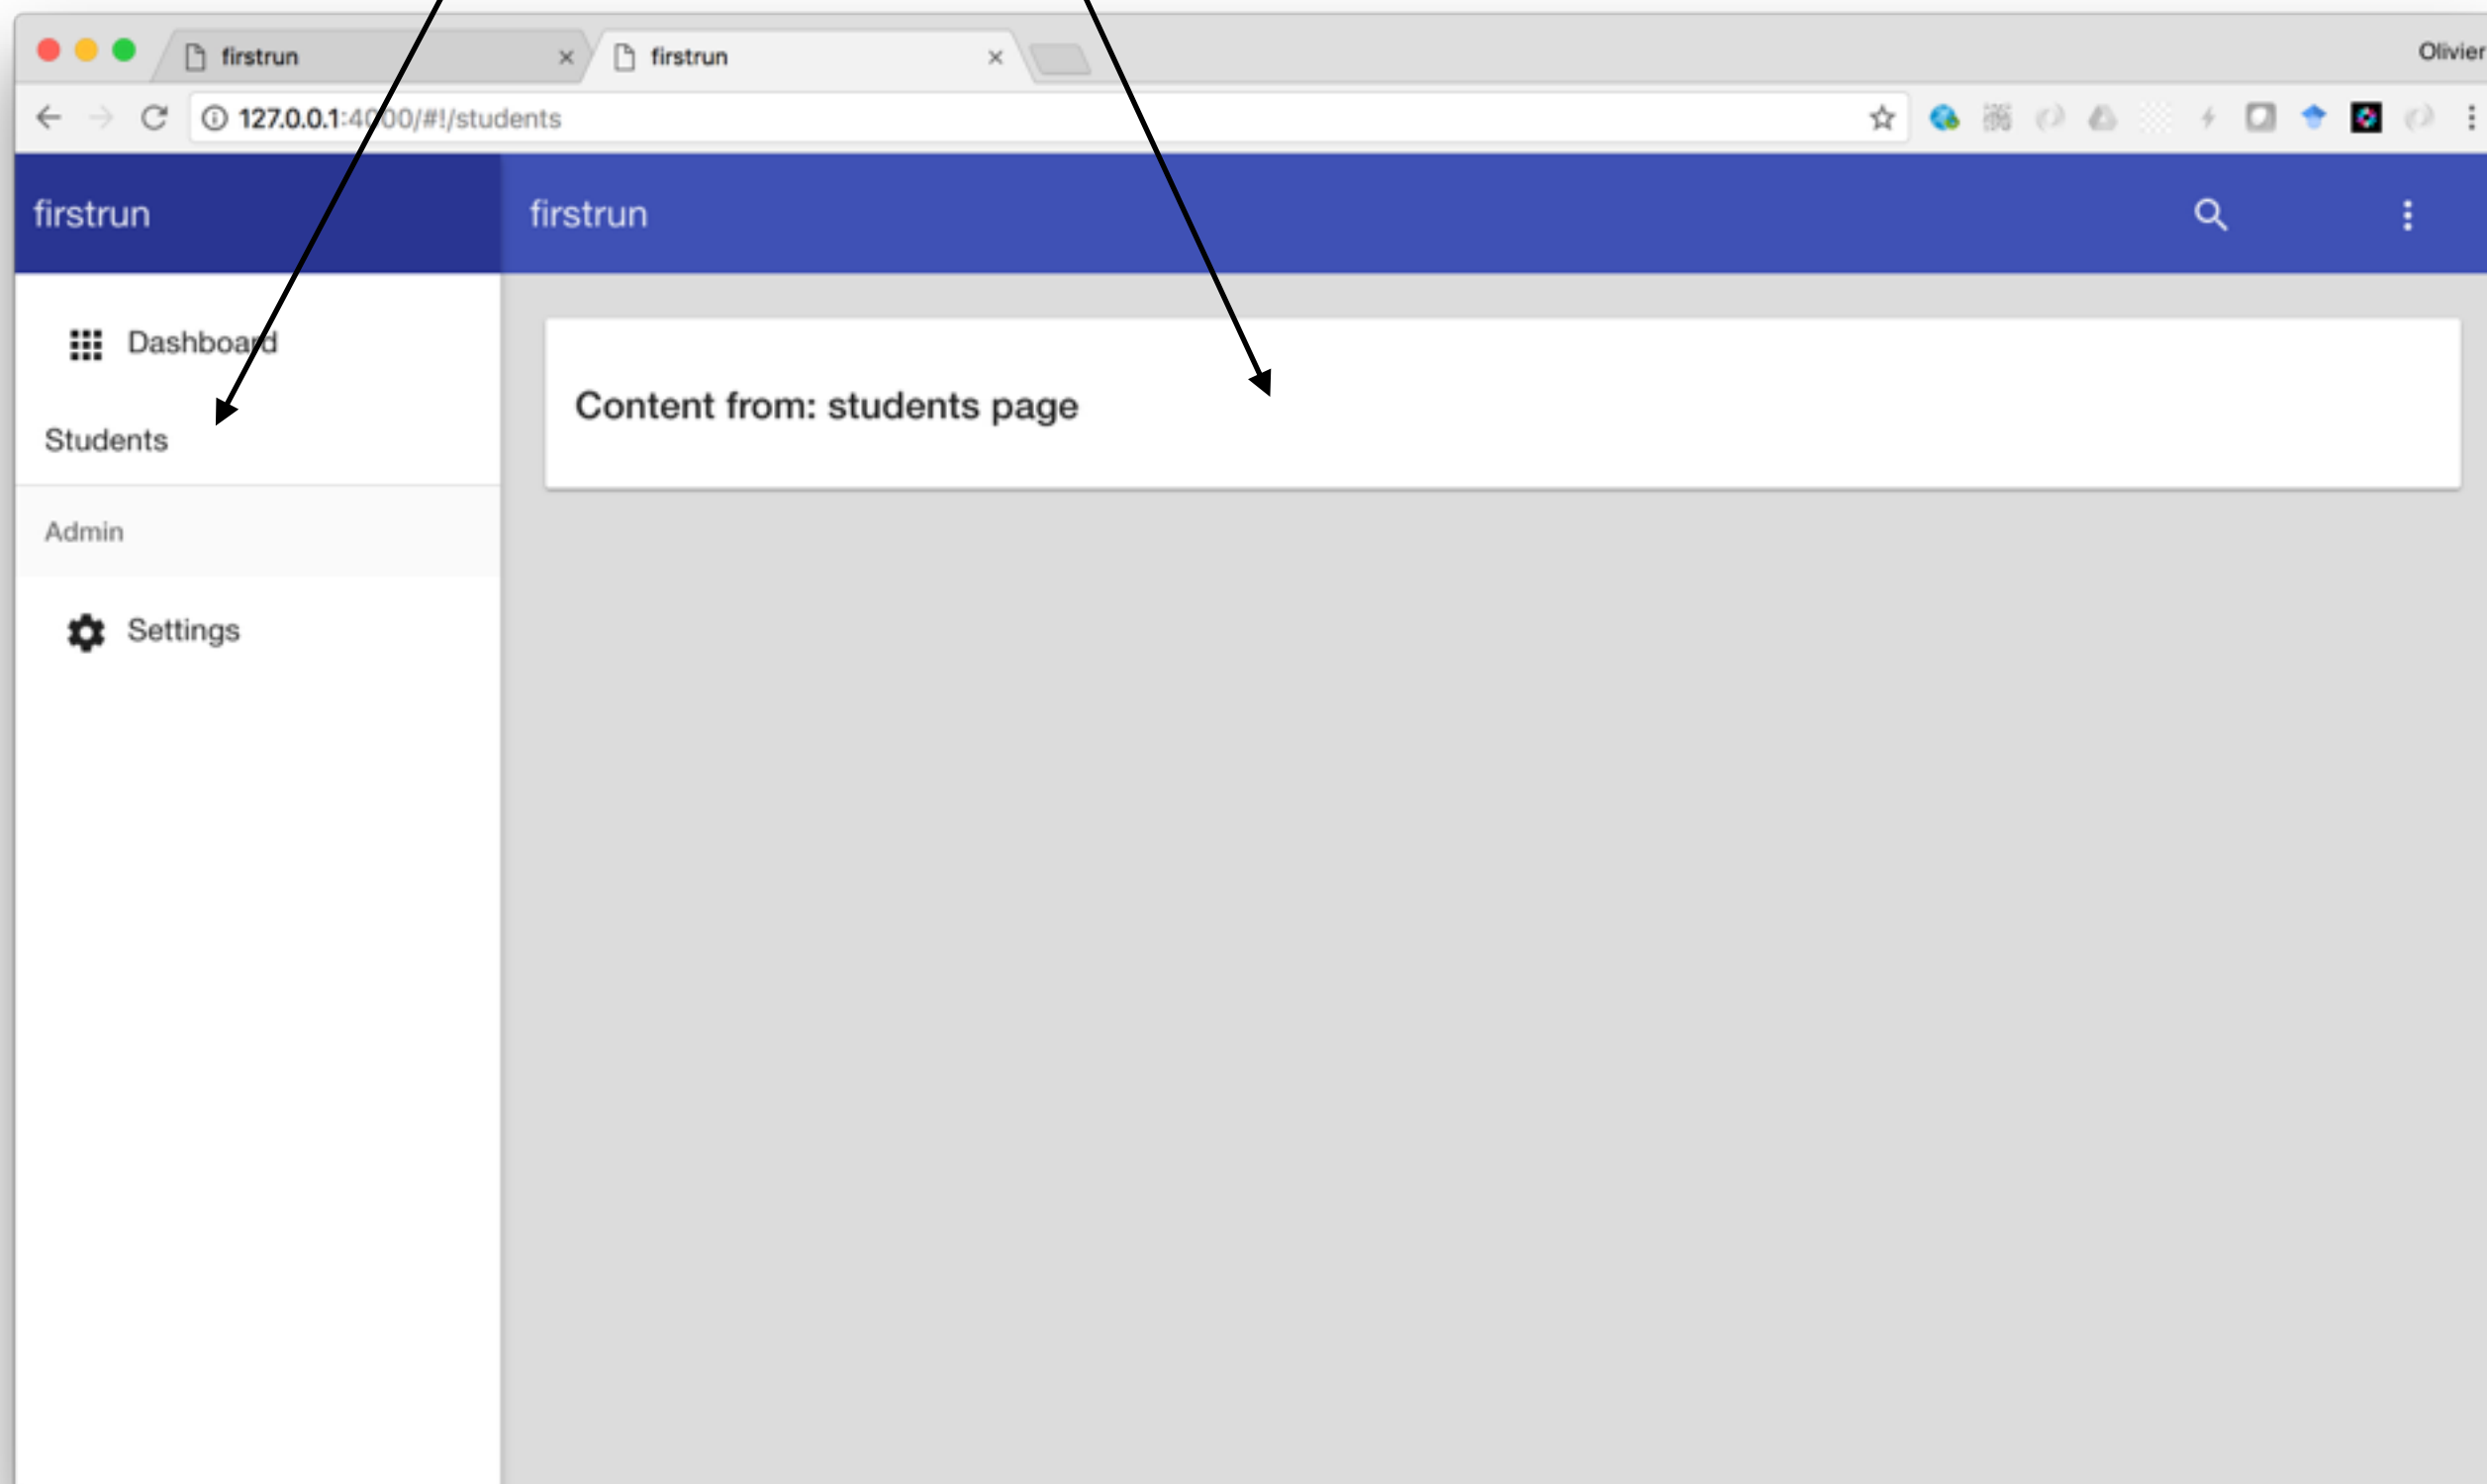 firstrun
firstrun
Olivier
127.0.0.1:4000/#!/students
firstrun
firstrun
Dashboard
Content from: students page
Students
Admin
Settings